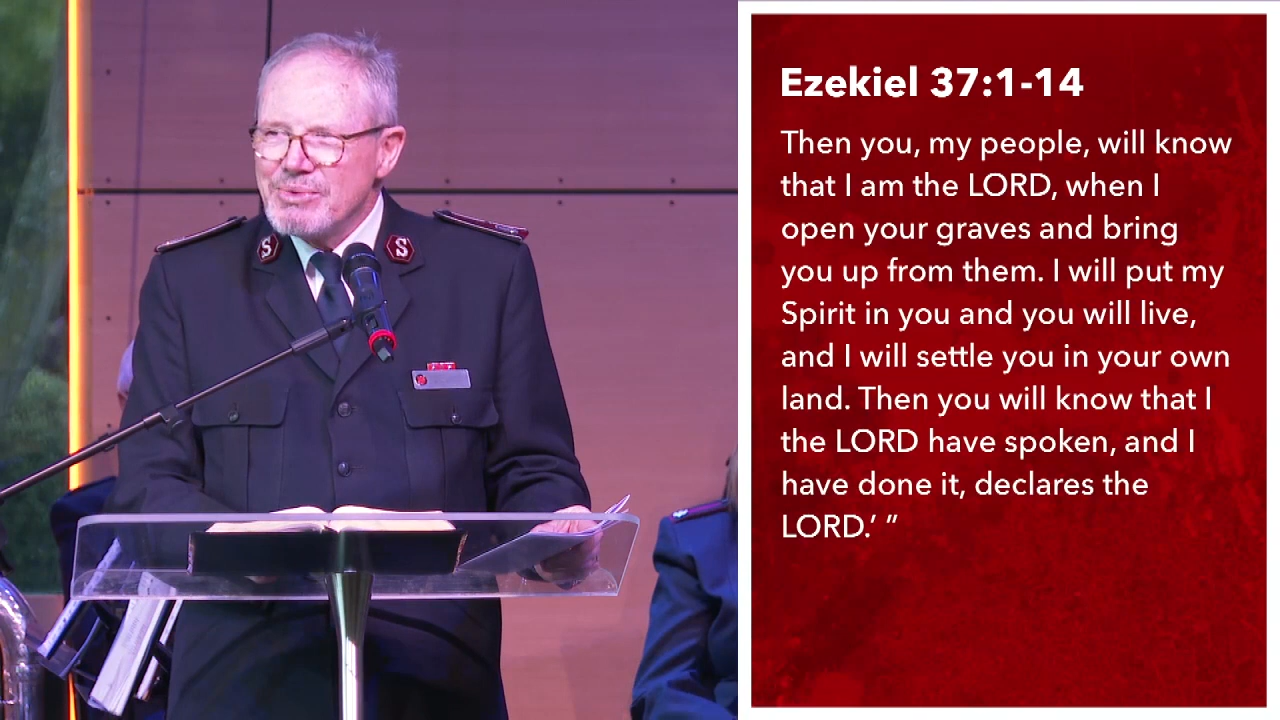 S
S
Ezekiel 37:1-14
Then you, my people, will know
that I am the LORD, when I
open your graves and bring
you up from them. I will put my
Spirit in you and you will live,
and I will settle you in your own
land. Then you will know that I
the LORD have spoken, and I
have done it, declares the
LORD.’ ”